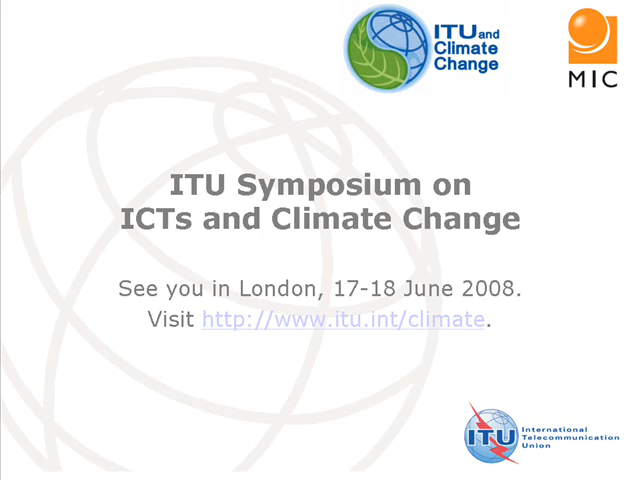 ITU and
Climate
Change
MIC
ITU Symposium on
ICTs and Climate Change
See you in London, 17-18 June 2008.
Visit http://www.itu.int/climate.
ITU
International
Telecommunication
Union